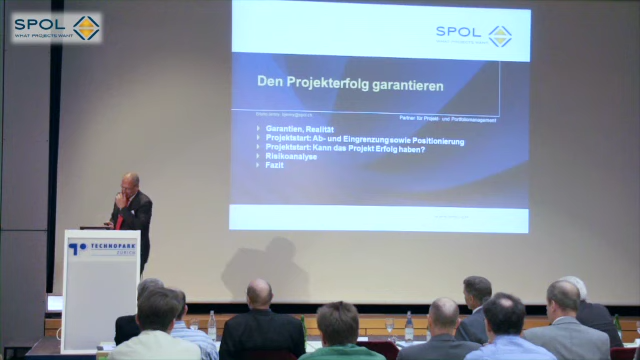 SPOL
WHAT PROJECTS WANT
SPOL
Den Projekterfolg garantieren
Partner für Projekt- und Portfoliomanagement
Garantien, Realität
Projektstart: Ab- und Eingrenzung sowie Positionierung
Projektstart: Kann das Projekt Erfolg haben?
Risikoanalyse
Fazit
TECHNOPARK